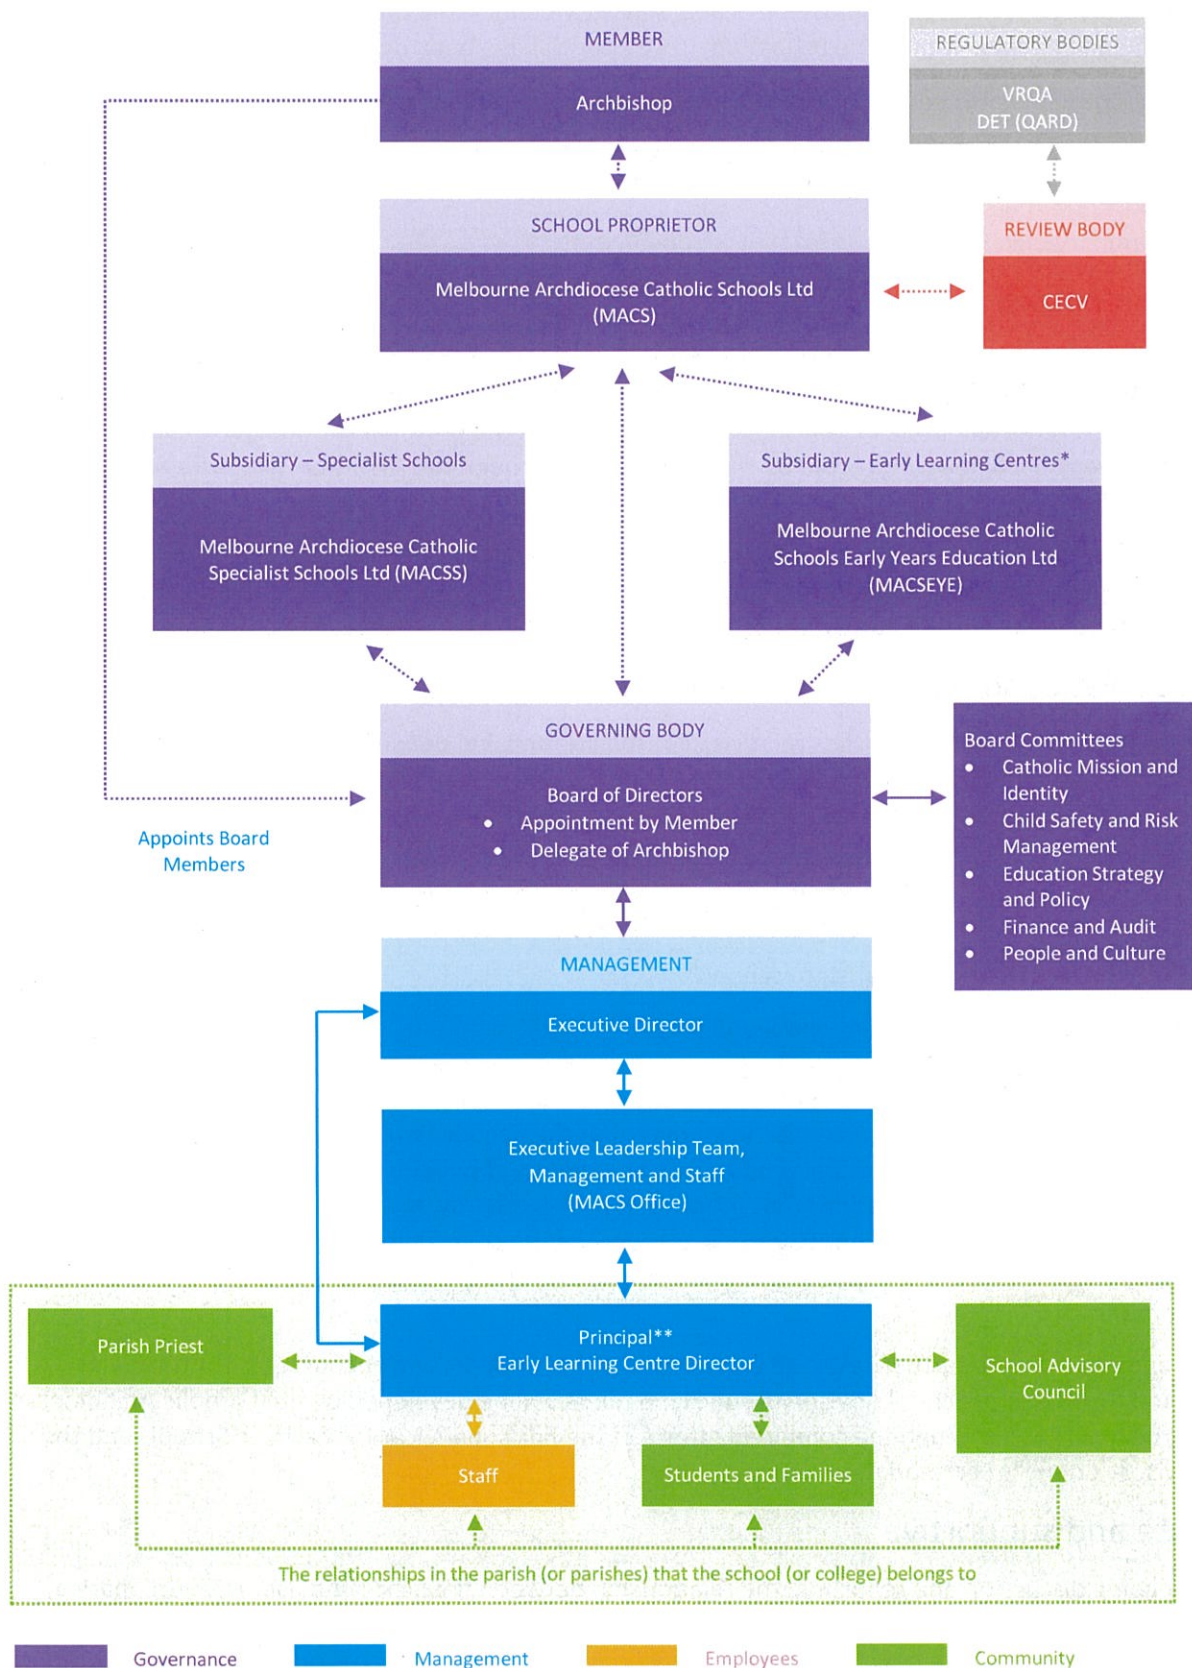 MEMBER
Archbishop
REGULATORY BODIES
VRQA
DET (QARD)
SCHOOL PROPRIETOR
Melbourne Archdiocese Catholic Schools Ltd
(MACS)
REVIEW BODY
CECV
Subsidiary – Specialist Schools
Melbourne Archdiocese Catholic
Specialist Schools Ltd (MACSS)
Subsidiary – Early Learning Centres*
Melbourne Archdiocese Catholic
Schools Early Years Education Ltd
(MACSEYE)
GOVERNING BODY
Board of Directors
• Appointment by Member
• Delegate of Archbishop
Appoints Board
Members
Board Committees
• Catholic Mission and
Identity
• Child Safety and Risk
Management
• Education Strategy
and Policy
• Finance and Audit
• People and Culture
MANAGEMENT
Executive Director
Executive Leadership Team,
Management and Staff
(MACS Office)
Parish Priest
Principal**
Early Learning Centre Director
School Advisory
Council
Staff
Students and Families
The relationships in the parish (or parishes) that the school (or college) belongs to
Governance
Management
Employees
Community